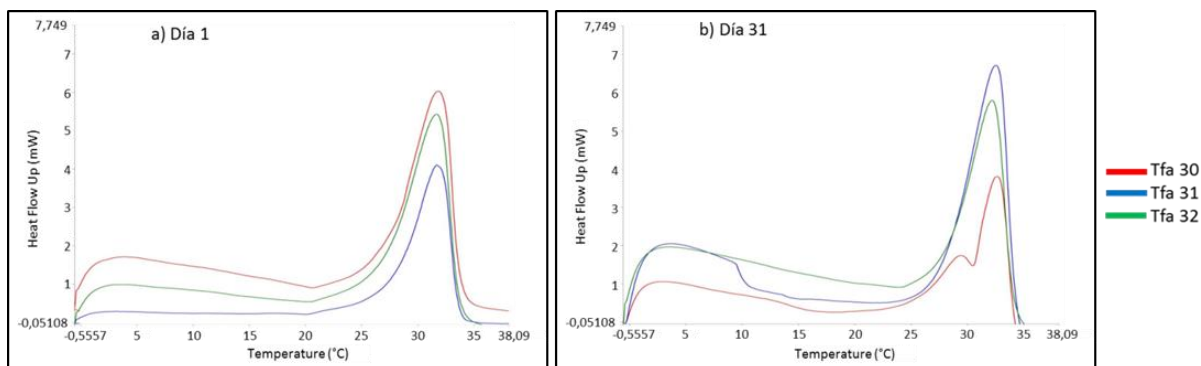 a) Día 1
7,749
7
6
5
4
3
2
1
-0,05108
Heat Flow Up (mW)
-0,5557 5 10 15 20 25 30 35 38,09
Temperature (°C)
b) Día 31
7,749
7
6
5
4
3
2
1
-0,05108
Heat Flow Up (mW)
-0,5557 5 10 15 20 25 30 35 38,09
Temperature (°C)
Tfa 30
Tfa 31
Tfa 32